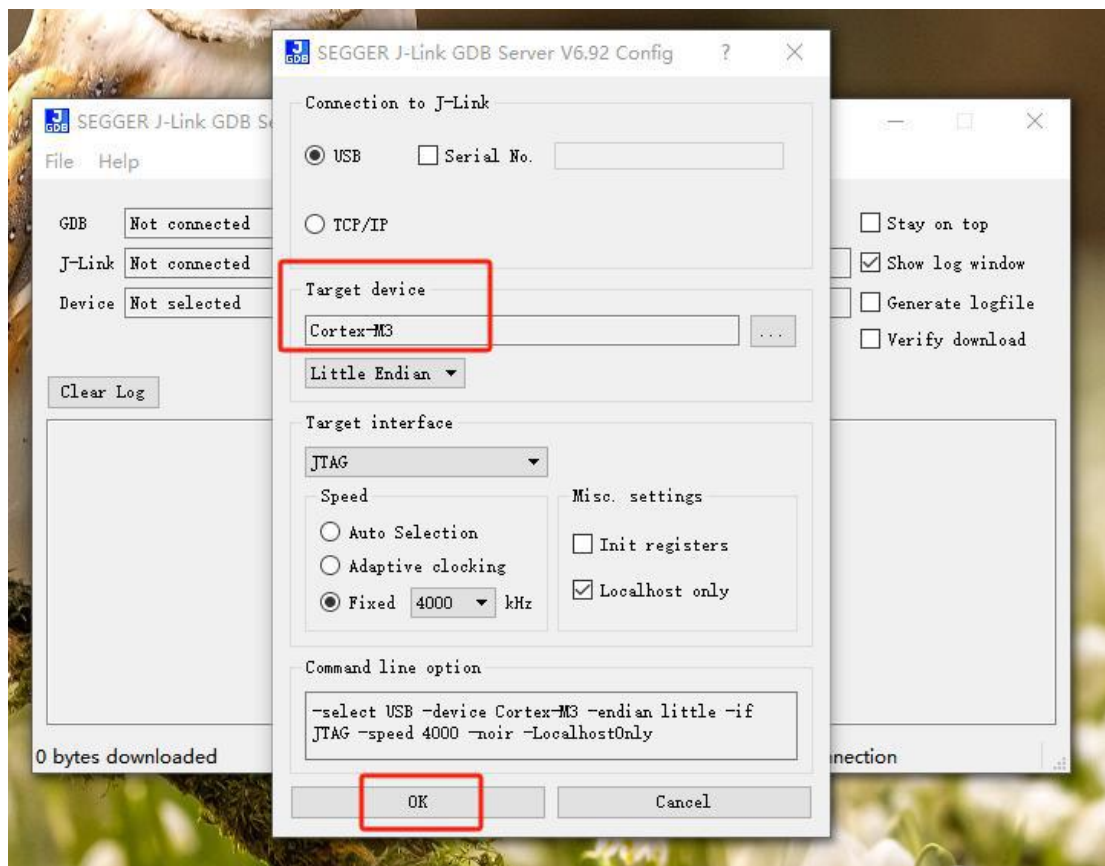 SEGGER J-Link GDB Server V6.92 Config
Connection to J-Link
USB
Serial No.
TCP/IP
Target device
Cortex-M3
...
Little Endian
Target interface
JTAG
Speed
Auto Selection
Adaptive clocking
Fixed 4000 kHz
Misc. settings
Init registers
Localhost only
Command line option
-select USB -device Cortex-M3 -endian little -if
JTAG -speed 4000 -noir -LocalhostOnly
OK
Cancel
SEGGER J-Link GDB
File Help
GDB Not connected
J-Link Not connected
Device Not selected
Stay on top
Show log window
Generate logfile
Verify download
Clear Log
0 bytes downloaded